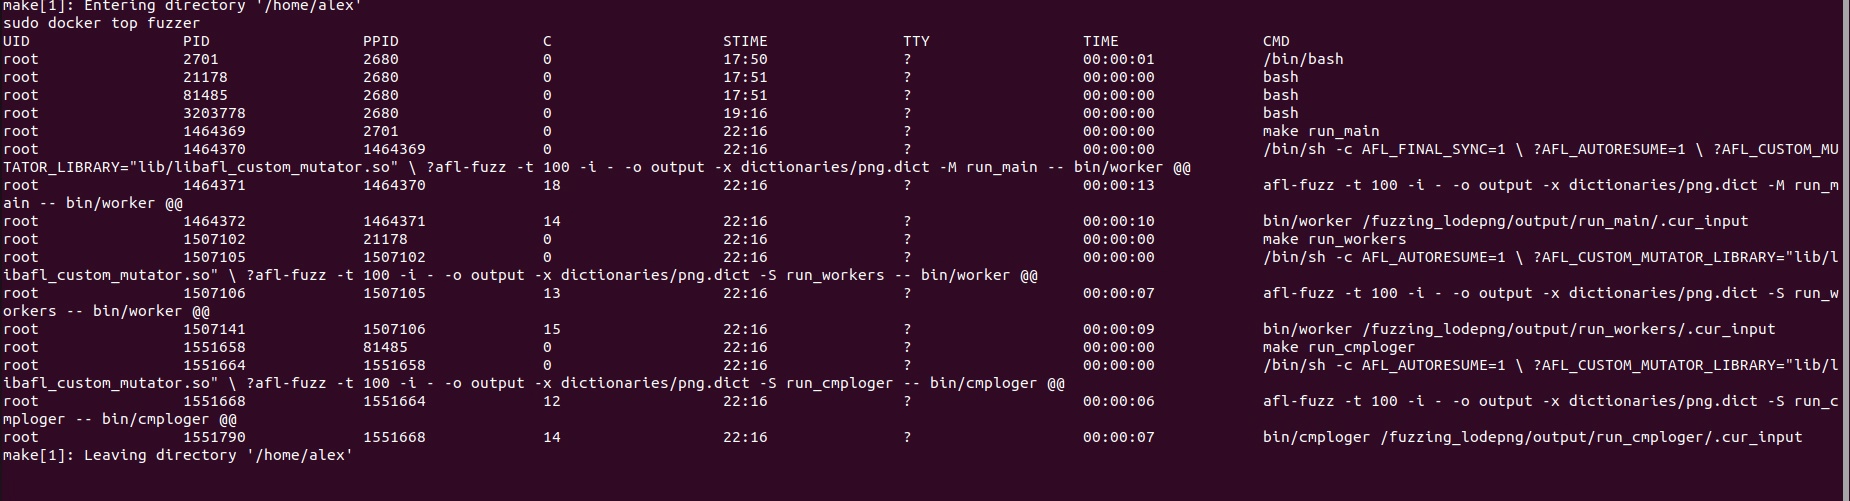 make[1]: Entering directory '/home/alex'
sudo docker top fuzzer
UID PID PPID C STIME TTY TIME CMD
root 2701 2680 0 17:50 ? 00:00:01 /bin/bash
root 21178 2680 0 17:51 ? 00:00:00 bash
root 81485 2680 0 17:51 ? 00:00:00 bash
root 3203778 2680 0 19:16 ? 00:00:00 bash
root 1464369 2701 0 22:16 ? 00:00:00 make run_main
root 1464370 1464369 0 22:16 ? 00:00:00 /bin/sh -c AFL_FINAL_SYNC=1 \ ?AFL_AUTORESUME=1 \ ?AFL_CUSTOM_MU
TATOR_LIBRARY="lib/libafl_custom_mutator.so" \ ?afl-fuzz -t 100 -i - -o output -x dictionaries/png.dict -M run_main -- bin/worker @@
root 1464371 1464370 18 22:16 ? 00:00:13 afl-fuzz -t 100 -i - -o output -x dictionaries/png.dict -M run_m
ain -- bin/worker @@
root 1464372 1464371 14 22:16 ? 00:00:10 bin/worker /fuzzing_lodepng/output/run_main/.cur_input
root 1507102 21178 0 22:16 ? 00:00:00 make run_workers
root 1507105 1507102 0 22:16 ? 00:00:00 /bin/sh -c AFL_AUTORESUME=1 \ ?AFL_CUSTOM_MUTATOR_LIBRARY="lib/l
ibafl_custom_mutator.so" \ ?afl-fuzz -t 100 -i - -o output -x dictionaries/png.dict -S run_workers -- bin/worker @@
root 1507106 1507105 13 22:16 ? 00:00:07 afl-fuzz -t 100 -i - -o output -x dictionaries/png.dict -S run_w
orkers -- bin/worker @@
root 1507141 1507106 15 22:16 ? 00:00:09 bin/worker /fuzzing_lodepng/output/run_workers/.cur_input
root 1551658 81485 0 22:16 ? 00:00:00 make run_cmploger
root 1551664 1551658 0 22:16 ? 00:00:00 /bin/sh -c AFL_AUTORESUME=1 \ ?AFL_CUSTOM_MUTATOR_LIBRARY="lib/l
ibafl_custom_mutator.so" \ ?afl-fuzz -t 100 -i - -o output -x dictionaries/png.dict -S run_cmploger -- bin/cmploger @@
root 1551668 1551664 12 22:16 ? 00:00:06 afl-fuzz -t 100 -i - -o output -x dictionaries/png.dict -S run_c
mploger -- bin/cmploger @@
root 1551790 1551668 14 22:16 ? 00:00:07 bin/cmploger /fuzzing_lodepng/output/run_cmploger/.cur_input
make[1]: Leaving directory '/home/alex'